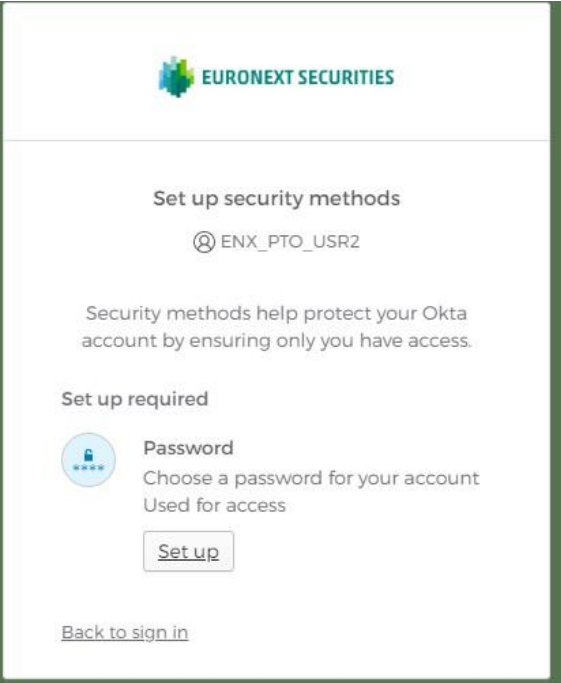 EURONEXT SECURITIES
Set up security methods
ENX_PTO_USR2
Security methods help protect your Okta
account by ensuring only you have access.
Set up required
****
Password
Choose a password for your account
Used for access
Set up
Back to sign in